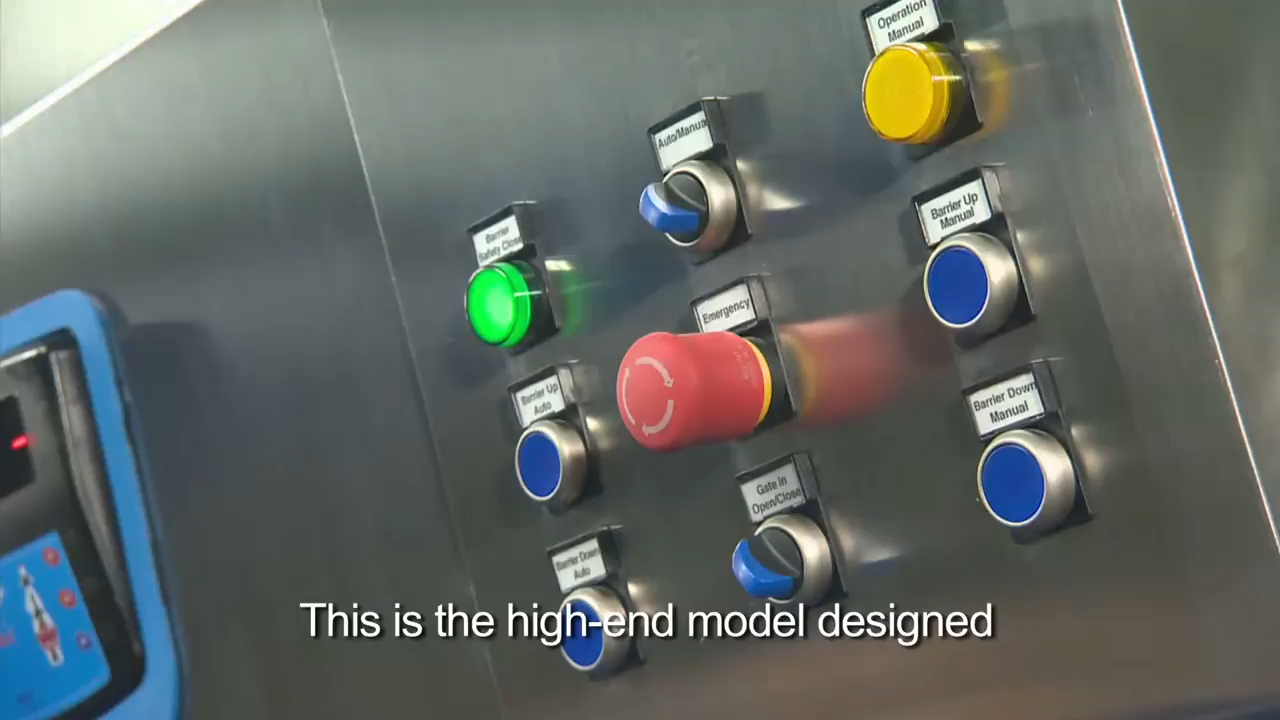 Operation
Manual
Auto/Manual
Barrier
Safety Close
Barrier Up
Manual
Emergency
Barrier Up
Auto
Barrier Down
Manual
Gate In
Open/Close
Barrier Down
Auto
This is the high-end model designed